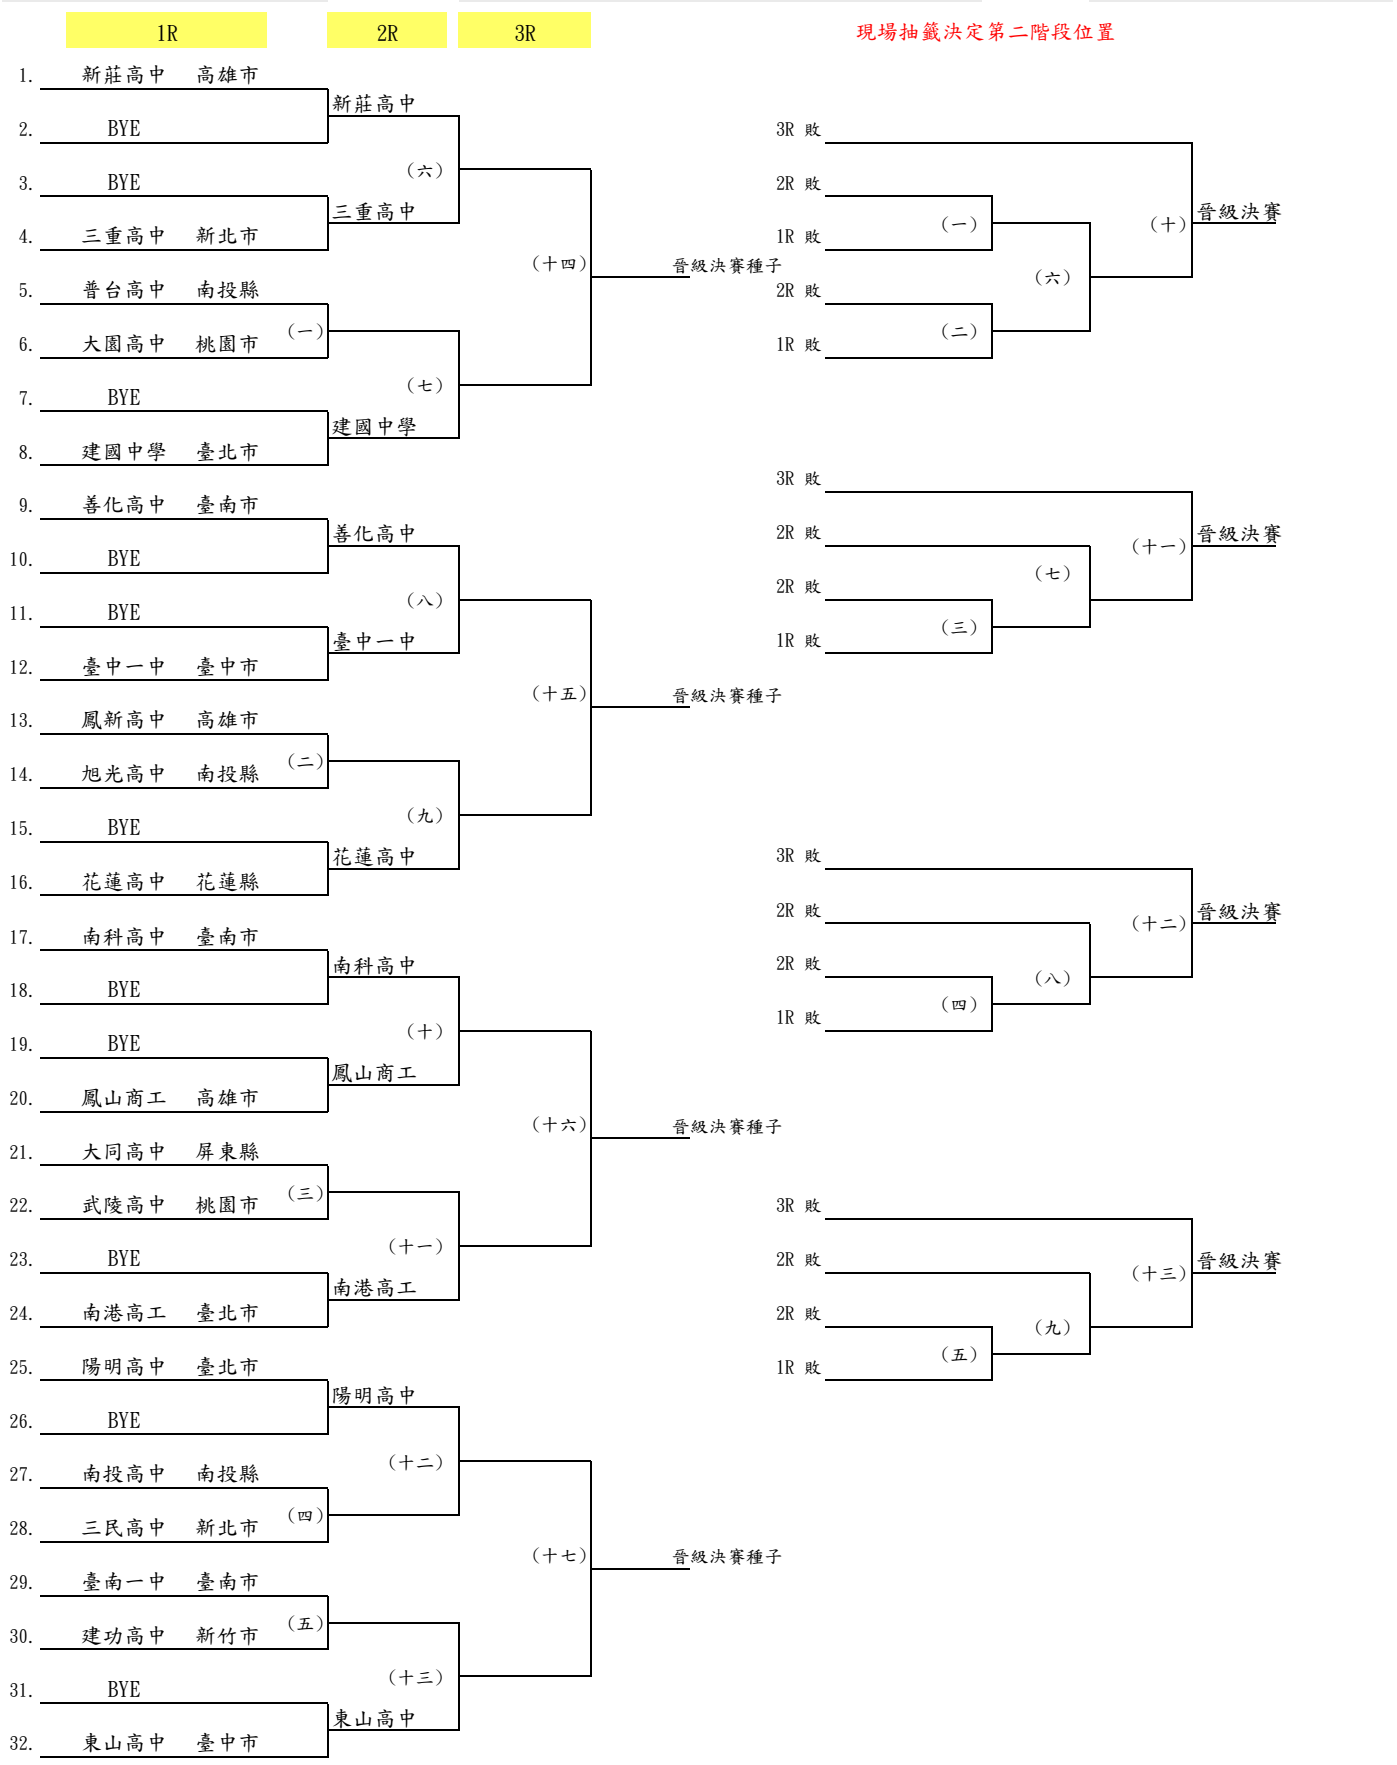 1R 2R 3R 現場抽籤決定第二階段位置
1. 新莊高中 高雄市
新莊高中
2. BYE
3R 敗
(六)
3. BYE
2R 敗
三重高中
(一)
(十)
晉級決賽
4. 三重高中 新北市
1R 敗
(十四)
晉級決賽種子
(六)
5. 普台高中 南投縣
2R 敗
(一)
(二)
6. 大園高中 桃園市
1R 敗
(七)
7. BYE
建國中學
8. 建國中學 臺北市
3R 敗
9. 善化高中 臺南市
善化高中
2R 敗
(十一)
晉級決賽
10. BYE
(七)
2R 敗
(八)
11. BYE
(三)
臺中一中
1R 敗
12. 臺中一中 臺中市
(十五)
晉級決賽種子
13. 鳳新高中 高雄市
(二)
14. 旭光高中 南投縣
(九)
15. BYE
花蓮高中
3R 敗
16. 花蓮高中 花蓮縣
2R 敗
(十二)
晉級決賽
17. 南科高中 臺南市
南科高中
2R 敗
(八)
18. BYE
(四)
1R 敗
(十)
19. BYE
鳳山商工
20. 鳳山商工 高雄市
(十六)
晉級決賽種子
21. 大同高中 屏東縣
(三)
22. 武陵高中 桃園市
3R 敗
(十一)
23. BYE
2R 敗
(十三)
晉級決賽
南港高工
24. 南港高工 臺北市
2R 敗
(九)
(五)
25. 陽明高中 臺北市
1R 敗
陽明高中
26. BYE
(十二)
27. 南投高中 南投縣
(四)
28. 三民高中 新北市
(十七)
晉級決賽種子
29. 臺南一中 臺南市
(五)
30. 建功高中 新竹市
(十三)
31. BYE
東山高中
32. 東山高中 臺中市